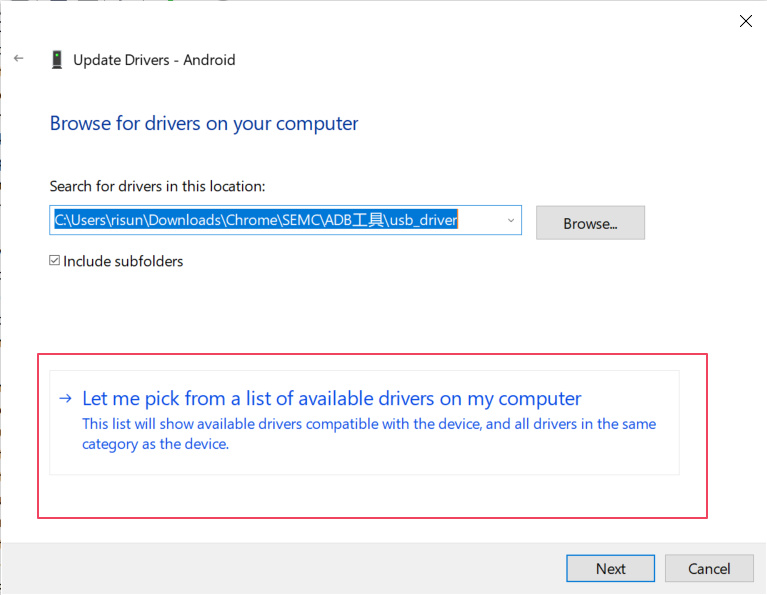 Update Drivers - Android
Browse for drivers on your computer
Search for drivers in this location:
C:\Users\risun\Downloads\Chrome\SEMC\ADB工具\usb_driver
Browse...
Include subfolders
Let me pick from a list of available drivers on my computer
This list will show available drivers compatible with the device, and all drivers in the same
category as the device.
Next
Cancel